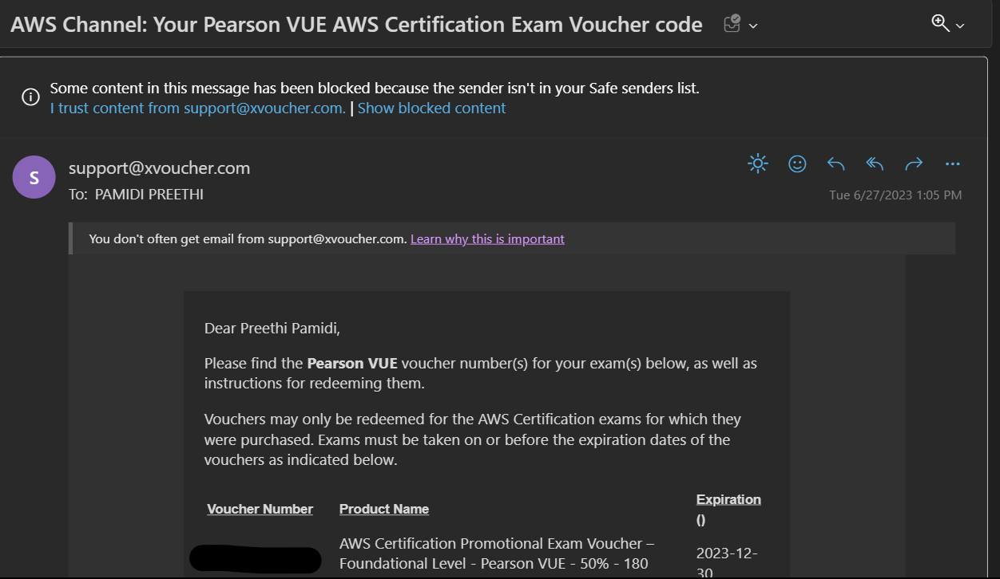 AWS Channel: Your Pearson VUE AWS Certification Exam Voucher code
Some content in this message has been blocked because the sender isn't in your Safe senders list.
I trust content from support@xvoucher.com. | Show blocked content
S
support@xvoucher.com
To: PAMIDI PREETHI
Tue 6/27/2023 1:05 PM
You don't often get email from support@xvoucher.com. Learn why this is important
Dear Preethi Pamidi,
Please find the Pearson VUE voucher number(s) for your exam(s) below, as well as
instructions for redeeming them.
Vouchers may only be redeemed for the AWS Certification exams for which they
were purchased. Exams must be taken on or before the expiration dates of the
vouchers as indicated below.
Voucher Number Product Name Expiration
()
AWS Certification Promotional Exam Voucher –
Foundational Level - Pearson VUE - 50% - 180
2023-12-
30